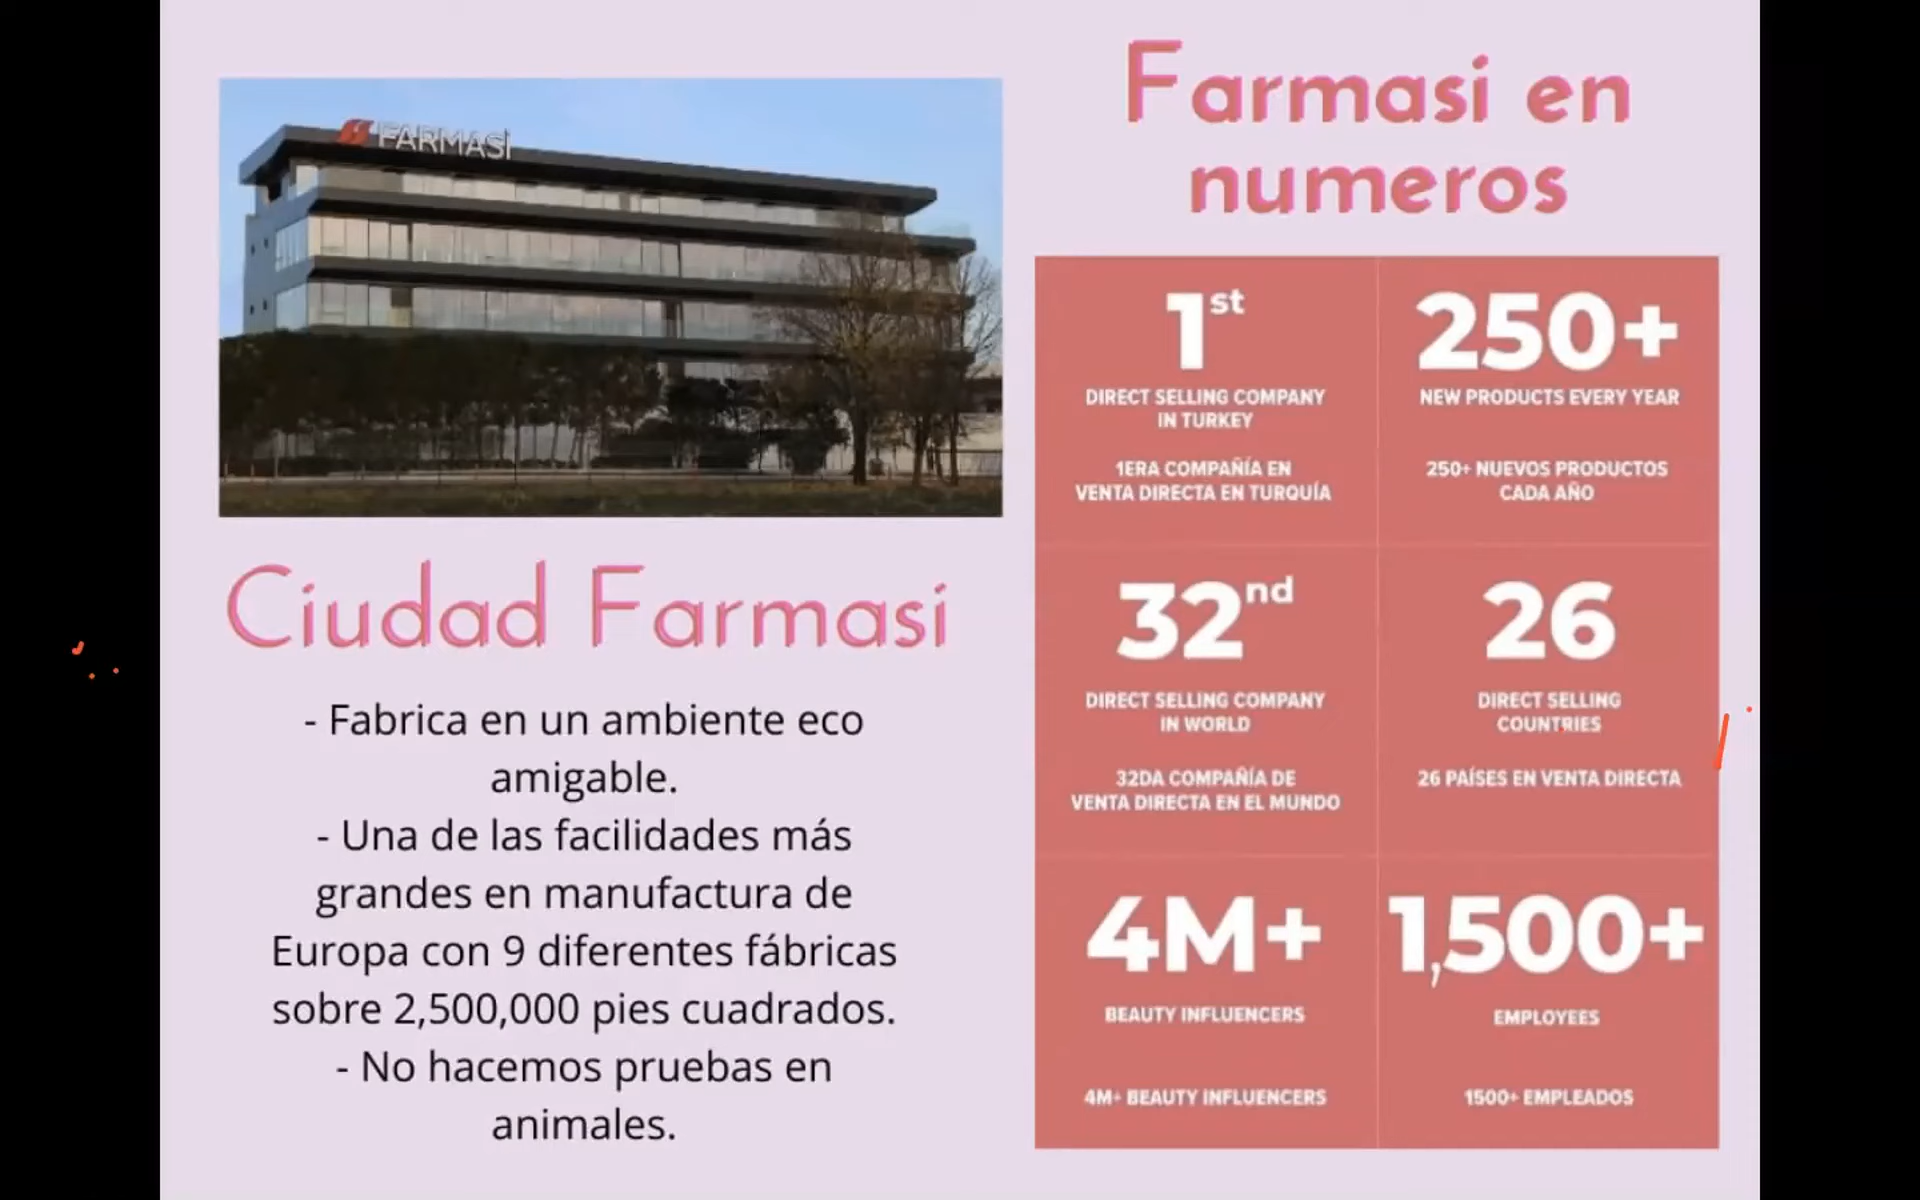 FARMASİ
Ciudad Farmasi
- Fabrica en un ambiente eco
amigable.
- Una de las facilidades más
grandes en manufactura de
Europa con 9 diferentes fábricas
sobre 2,500,000 pies cuadrados.
- No hacemos pruebas en
animales.
Farmasi en
numeros
1st
DIRECT SELLING COMPANY
IN TURKEY
1ERA COMPAÑÍA EN
VENTA DIRECTA EN TURQUÍA
250+
NEW PRODUCTS EVERY YEAR
250+ NUEVOS PRODUCTOS
CADA AÑO
32nd
DIRECT SELLING COMPANY
IN WORLD
32DA COMPAÑÍA DE
VENTA DIRECTA EN EL MUNDO
26
DIRECT SELLING
COUNTRIES
26 PAÍSES EN VENTA DIRECTA
4M+
BEAUTY INFLUENCERS
4M+ BEAUTY INFLUENCERS
1,500+
EMPLOYEES
1500+ EMPLEADOS